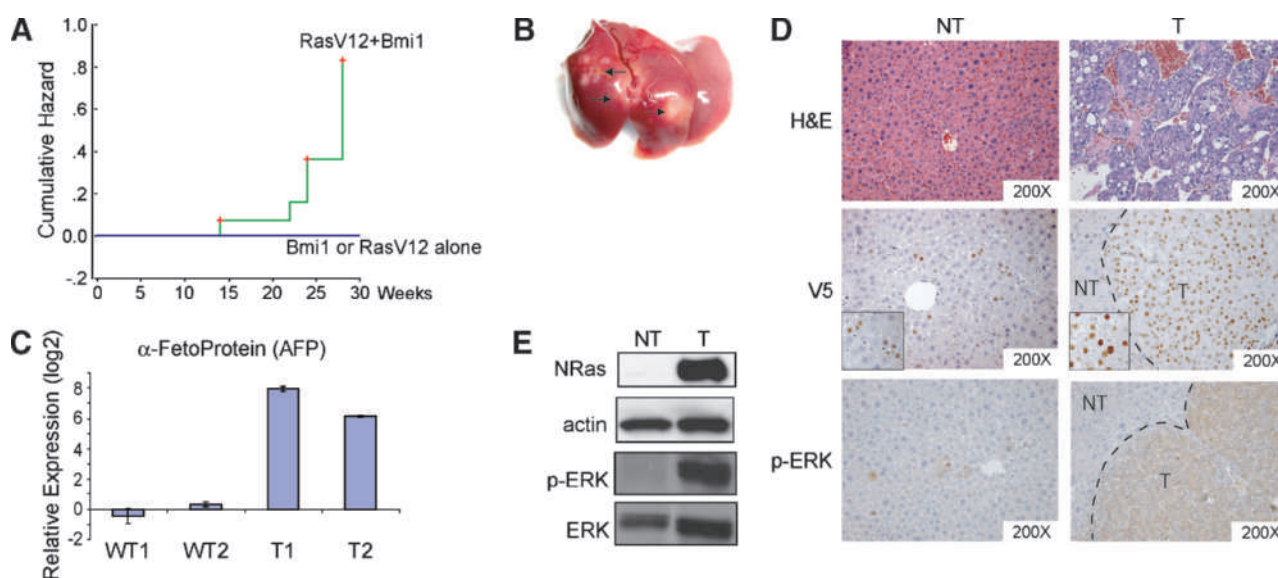 A
Cumulative Hazard
1.0
.8
.6
.4
.2
0.0
-.2
RasV12+Bmi1
Bmi1 or RasV12 alone
0 5 10 15 20 25 30 Weeks
B
C
α-FetoProtein (AFP)
Relative Expression (log2)
8
6
4
2
0
-2
WT1 WT2 T1 T2
D
NT T
H&E
200X 200X
V5
NT T
200X 200X
p-ERK
NT
T
200X 200X
E
NT T
NRas
actin
p-ERK
ERK